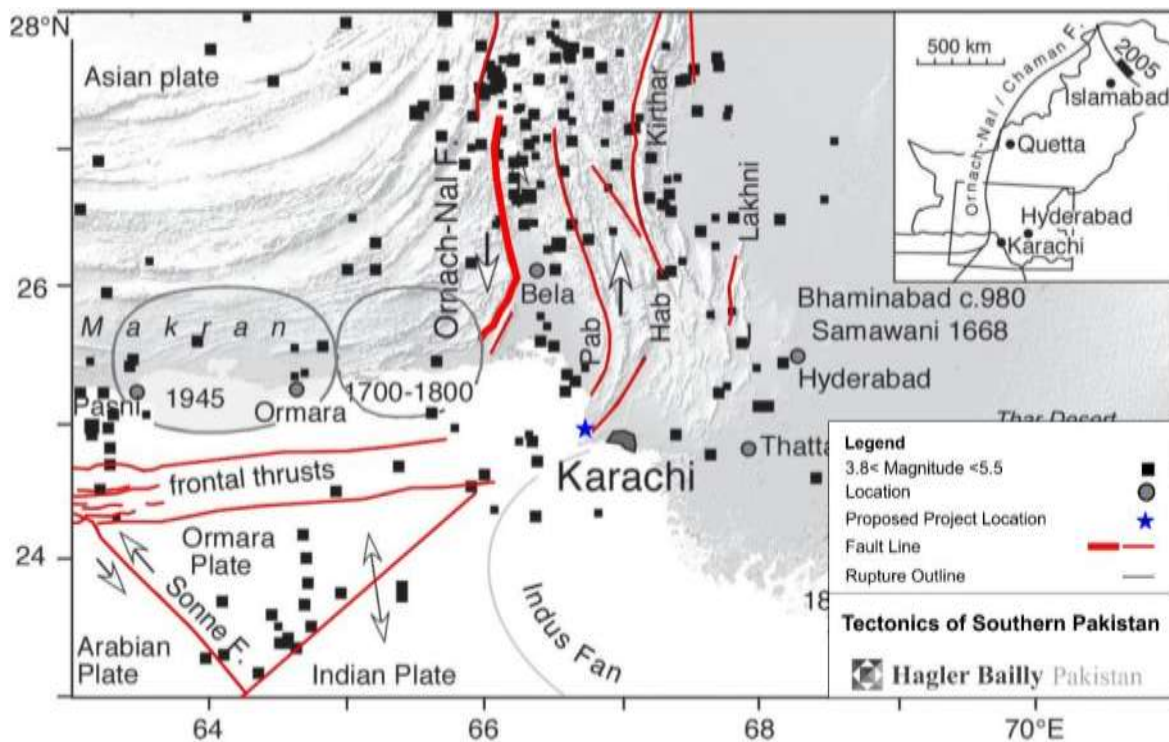 28°N
Asian plate
Ornach-Nal F.
Kirthar
Lakhni
26
Bela
Pab
Hab
Bhaminabad c.980
Samawani 1668
Hyderabad
Makran
1945
1700-1800
Pasni
Ormara
Thar Desert
Thatta
Karachi
frontal thrusts
24
Ormara
Plate
Sonne F.
Arabian
Plate
Indian Plate
Indus Fan
18
64
66
68
70°E
500 km
Ornach-Nal / Chaman F.
2005
Islamabad
Quetta
Hyderabad
Karachi
Legend
3.8< Magnitude <5.5
Location
Proposed Project Location
Fault Line
Rupture Outline
Tectonics of Southern Pakistan
Hagler Bailly Pakistan